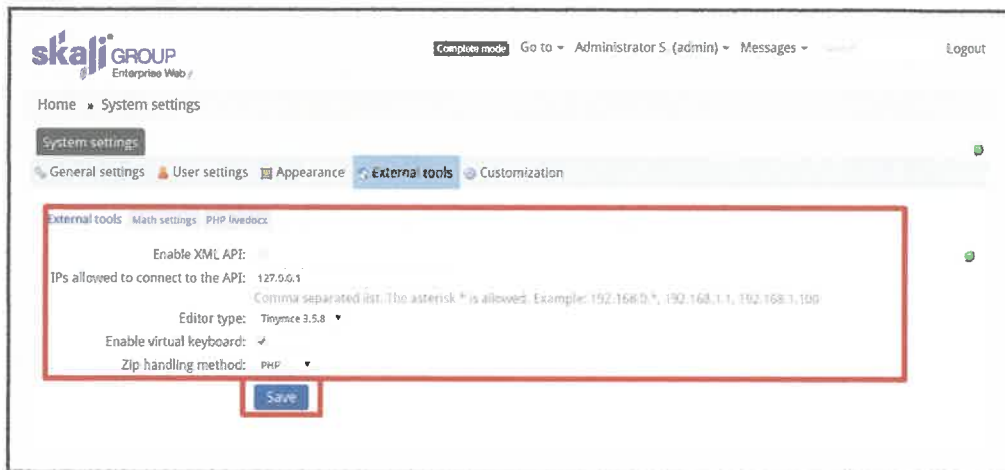 skali GROUP
Enterprise Web
Complete mode Go to Administrator S. (admin) Messages Logout
Home » System settings
System settings
General settings User settings Appearance External tools Customization
External tools Math settings PHP livedocx
Enable XML API:
IPs allowed to connect to the API: 127.0.0.1
Comma separated list. The asterisk * is allowed. Example: 192.168.0.*, 192.168.1.1, 192.168.1.100
Editor type: Tinymce 3.5.8
Enable virtual keyboard:
Zip handling method: PHP
Save